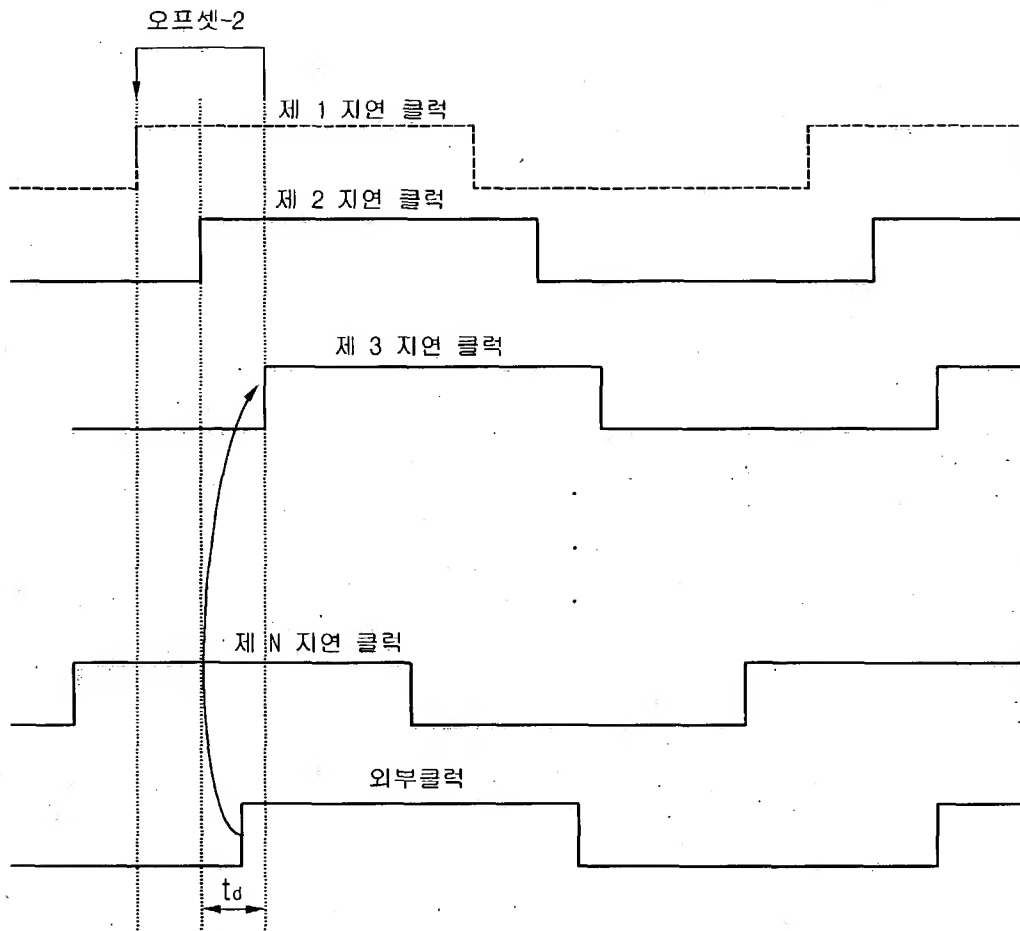 오프셋-2
제 1 지연 클럭
제 2 지연 클럭
제 3 지연 클럭
제 N 지연 클럭
외부클럭
td